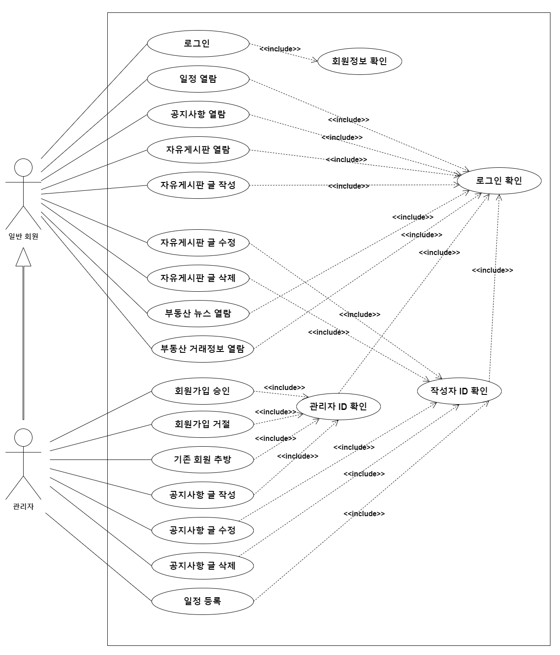 로그인
<<include>>
회원정보 확인
일정 열람
공지사항 열람
<<include>>
<<include>>
자유게시판 열람
<<include>>
자유게시판 글 작성
<<include>>
로그인 확인
일반 회원
<<include>>
<<include>>
자유게시판 글 수정
<<include>>
<<include>>
자유게시판 글 삭제
부동산 뉴스 열람
<<include>>
<<include>>
부동산 거래정보 열람
회원가입 승인
<<include>>
작성자 ID 확인
관리자 ID 확인
회원가입 거절
<<include>>
<<include>>
기존 회원 추방
<<include>>
<<include>>
공지사항 글 작성
<<include>>
관리자
<<include>>
공지사항 글 수정
공지사항 글 삭제
일정 등록